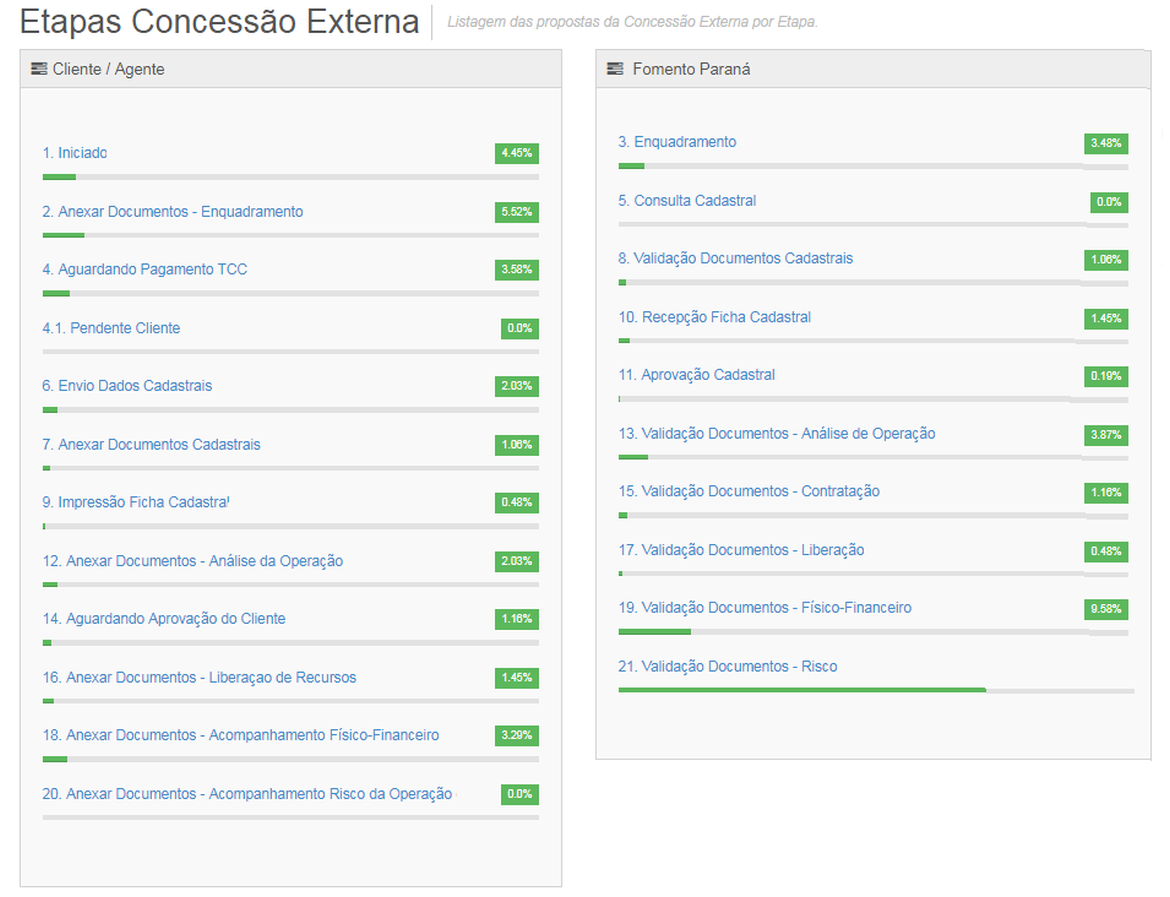 Etapas Concessão Externa
Listagem das propostas da Concessão Externa por Etapa.
Cliente / Agente
1. Iniciado
4.45%
2. Anexar Documentos - Enquadramento
5.52%
4. Aguardando Pagamento TCC
3.58%
4.1. Pendente Cliente
0.0%
6. Envio Dados Cadastrais
2.03%
7. Anexar Documentos Cadastrais
1.06%
9. Impressão Ficha Cadastral
0.48%
12. Anexar Documentos - Análise da Operação
2.03%
14. Aguardando Aprovação do Cliente
1.16%
16. Anexar Documentos - Liberaçao de Recursos
1.45%
18. Anexar Documentos - Acompanhamento Físico-Financeiro
3.29%
20. Anexar Documentos - Acompanhamento Risco da Operação
0.0%
Fomento Paraná
3. Enquadramento
3.48%
5. Consulta Cadastral
0.0%
8. Validação Documentos Cadastrais
1.06%
10. Recepção Ficha Cadastral
1.45%
11. Aprovação Cadastral
0.19%
13. Validação Documentos - Análise de Operação
3.87%
15. Validação Documentos - Contratação
1.16%
17. Validação Documentos - Liberação
0.48%
19. Validação Documentos - Físico-Financeiro
9.58%
21. Validação Documentos - Risco